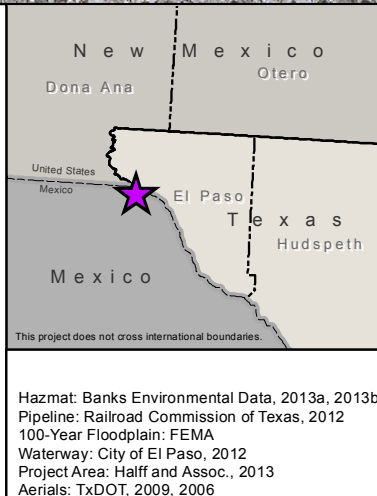 New Mexico
Otero
Dona Ana
United States
Mexico
El Paso
Texas
Hudspeth
Mexico
This project does not cross international boundaries.
Hazmat: Banks Environmental Data, 2013a, 2013b
Pipeline: Railroad Commission of Texas, 2012
100-Year Floodplain: FEMA
Waterway: City of El Paso, 2012
Project Area: Halff and Assoc., 2013
Aerials: TxDOT, 2009, 2006